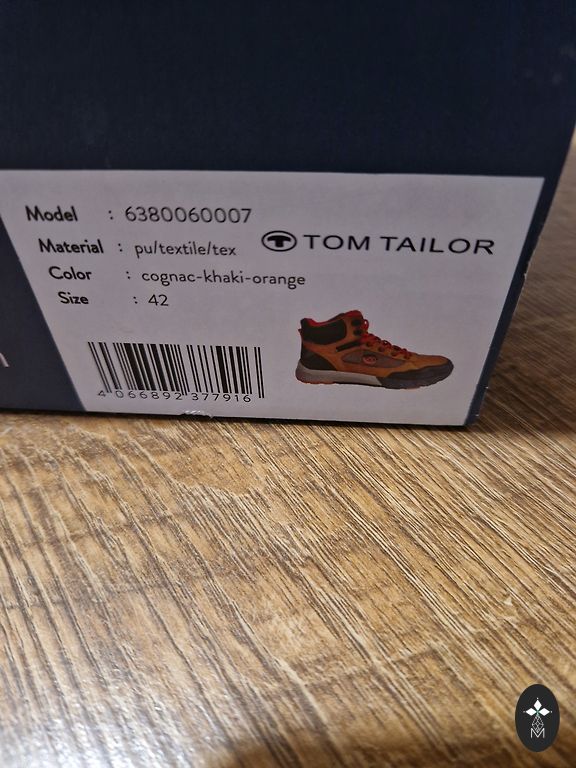 Model : 6380060007
Material : pu/textile/tex
TOM TAILOR
Color : cognac-khaki-orange
Size : 42
4 066892 377916
M